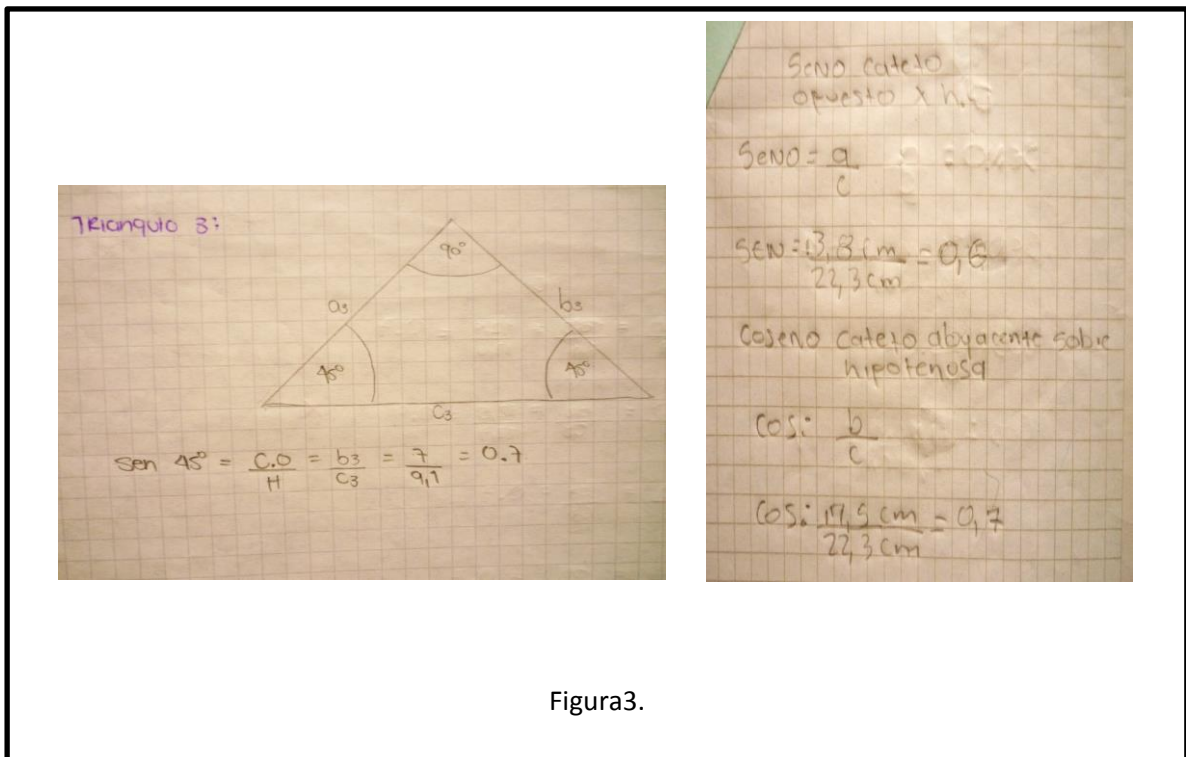 Triangulo 3:
90°
a3
b3
45°
45°
C3
Sen 45° = C.O = b3 = 7 = 0.7
H C3 9,1
Seno cateto
opuesto x
Seno = a
c
Sen = 13,8 cm = 0,6
22,3 cm
Coseno cateto abyacente sobre
hipotenosa
Cos: b
c
Cos: 17,5 cm = 0,7
22,3 cm
Figura3.